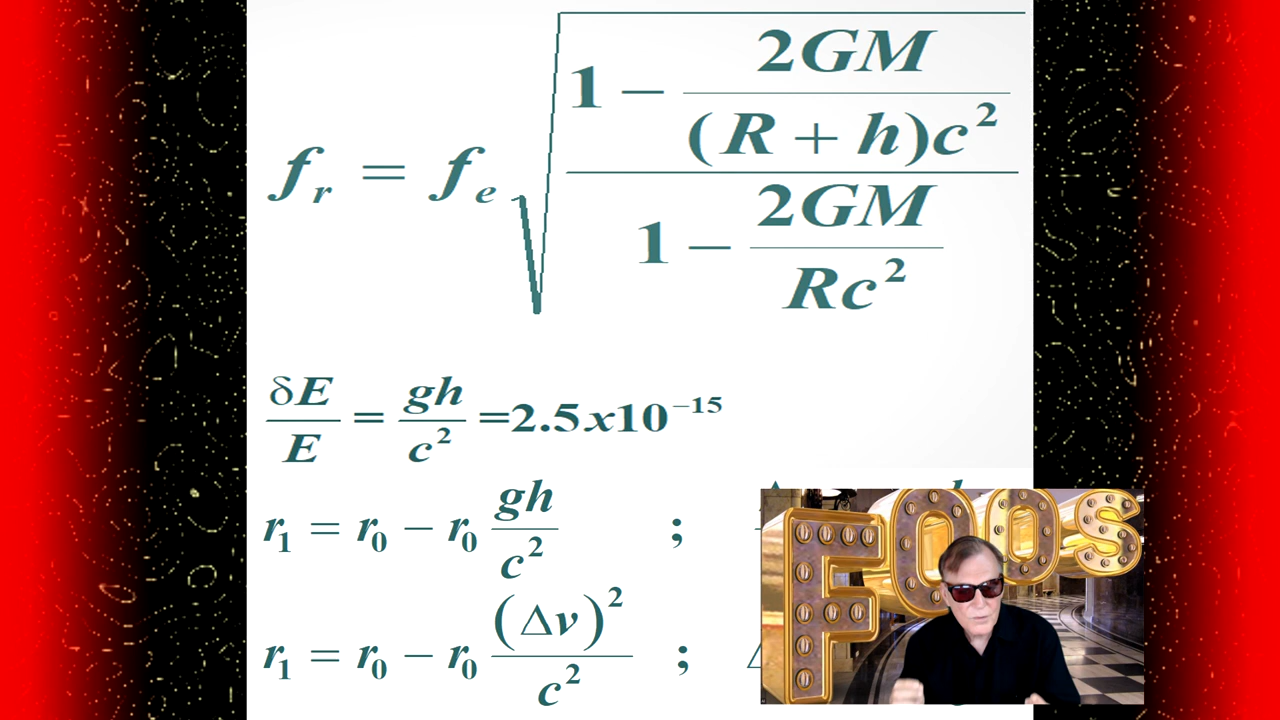 f_r = f_e √((1 − 2GM/((R + h)c²)) / (1 − 2GM/(Rc²)))
δE/E = gh/c² =2.5x10⁻¹⁵
r₁ = r₀ − r₀ gh/c² ;
r₁ = r₀ − r₀ (Δv)²/c² ;
FOOS